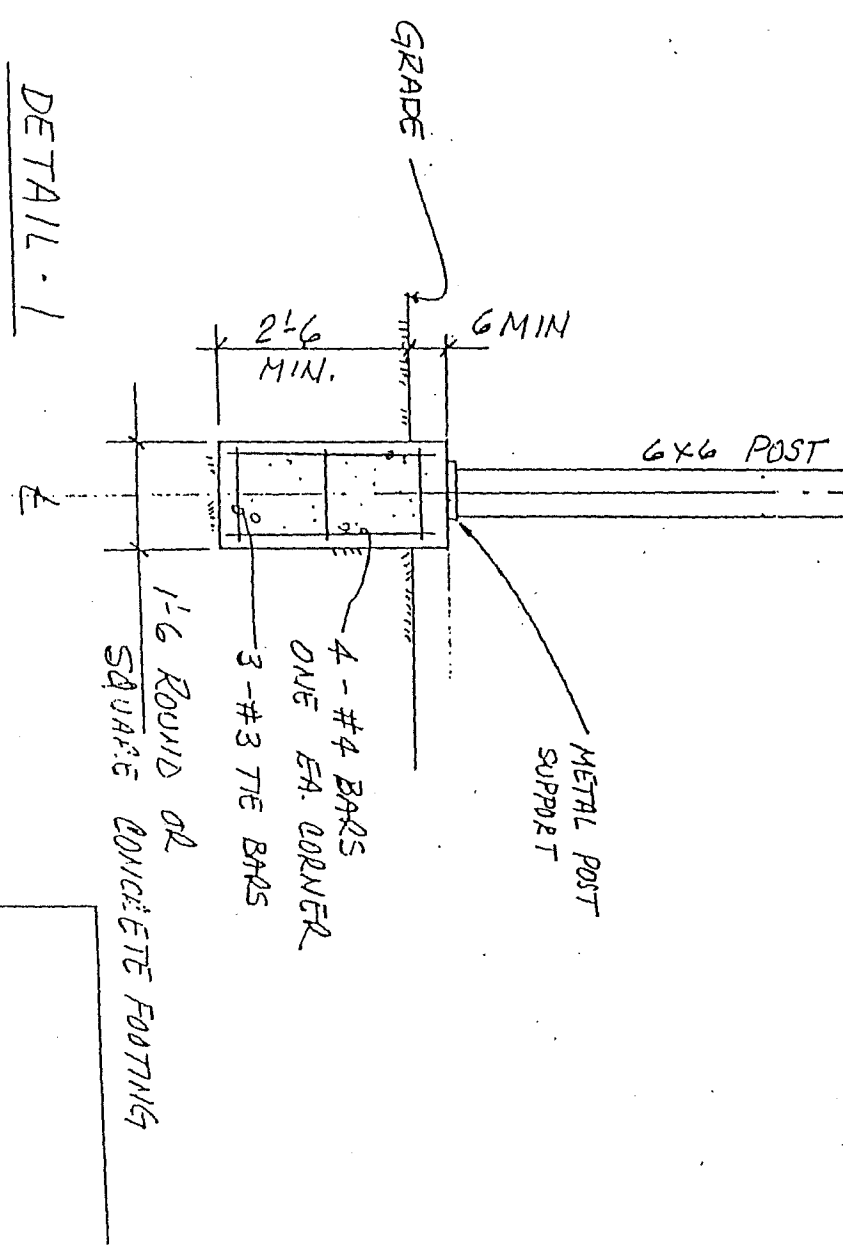 6X6 POST
METAL POST
SUPPORT
GRADE
6 MIN
2'-6
MIN.
4 - #4 BARS
ONE EA. CORNER
3 - #3 TIE BARS
1'-6 ROUND OR
SQUARE CONCRETE FOOTING
℄
DETAIL · 1